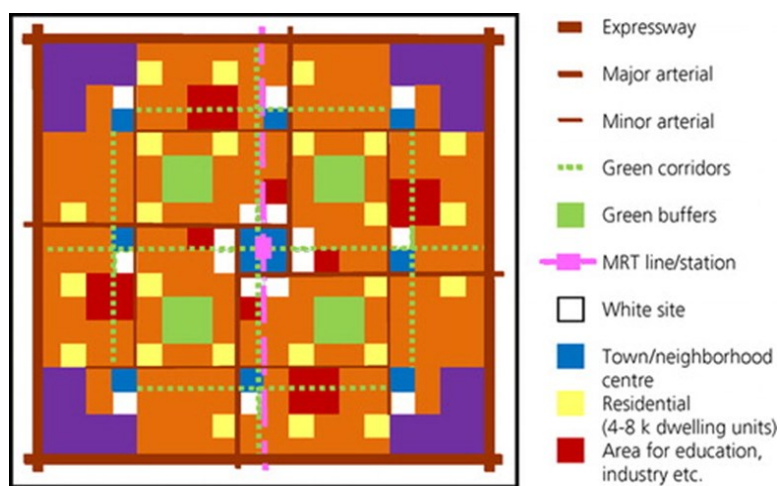 Expressway
Major arterial
Minor arterial
Green corridors
Green buffers
MRT line/station
White site
Town/neighborhood
centre
Residential
(4-8 k dwelling units)
Area for education,
industry etc.